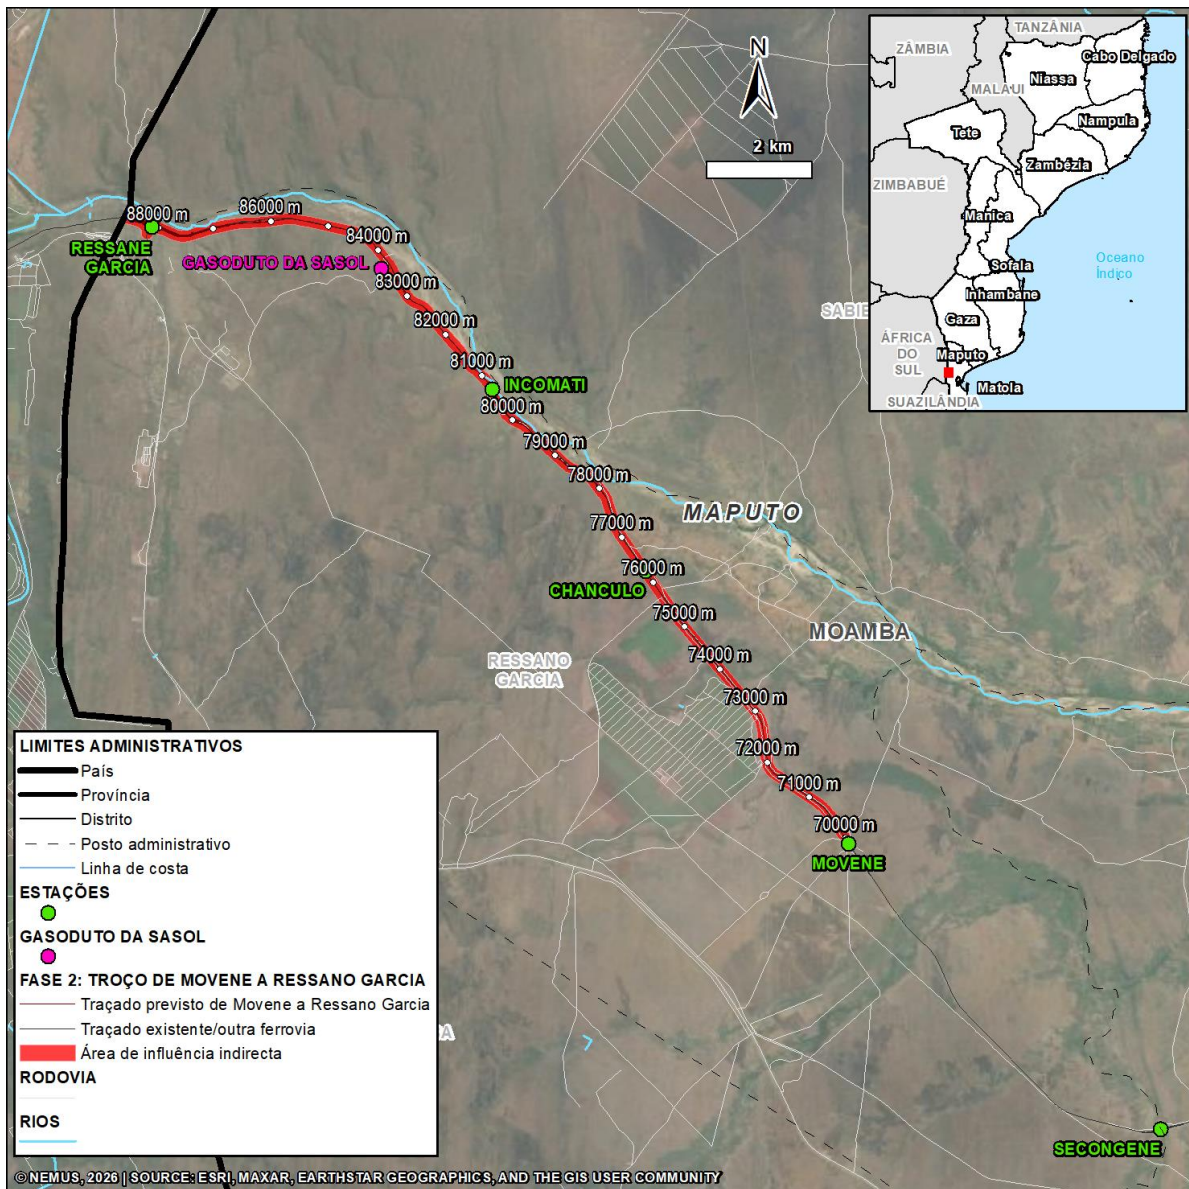 N
2 km
TANZÂNIA
ZÂMBIA
Cabo Delgado
Niassa
MALAUI
Nampula
Tete
Zambézia
ZIMBABUÉ
Manica
Oceano
Índico
Sofala
Inhambane
Gaza
ÁFRICA
DO
SUL
Maputo
Matola
SUAZILÂNDIA
88000 m
86000 m
84000 m
RESSANE
GARCIA
GASODUTO DA SASOL
83000 m
82000 m
SABIE
81000 m
INCOMATI
80000 m
79000 m
78000 m
MAPUTO
77000 m
76000 m
CHANCULO
75000 m
MOAMBA
74000 m
RESSANO
GARCIA
73000 m
72000 m
71000 m
70000 m
MOVENE
SECONGENE
LIMITES ADMINISTRATIVOS
País
Província
Distrito
Posto administrativo
Linha de costa
ESTAÇÕES
GASODUTO DA SASOL
FASE 2: TROÇO DE MOVENE A RESSANO GARCIA
Traçado previsto de Movene a Ressano Garcia
Traçado existente/outra ferrovia
Área de influência indirecta
RODOVIA
RIOS
© NEMUS, 2026 | SOURCE: ESRI, MAXAR, EARTHSTAR GEOGRAPHICS, AND THE GIS USER COMMUNITY